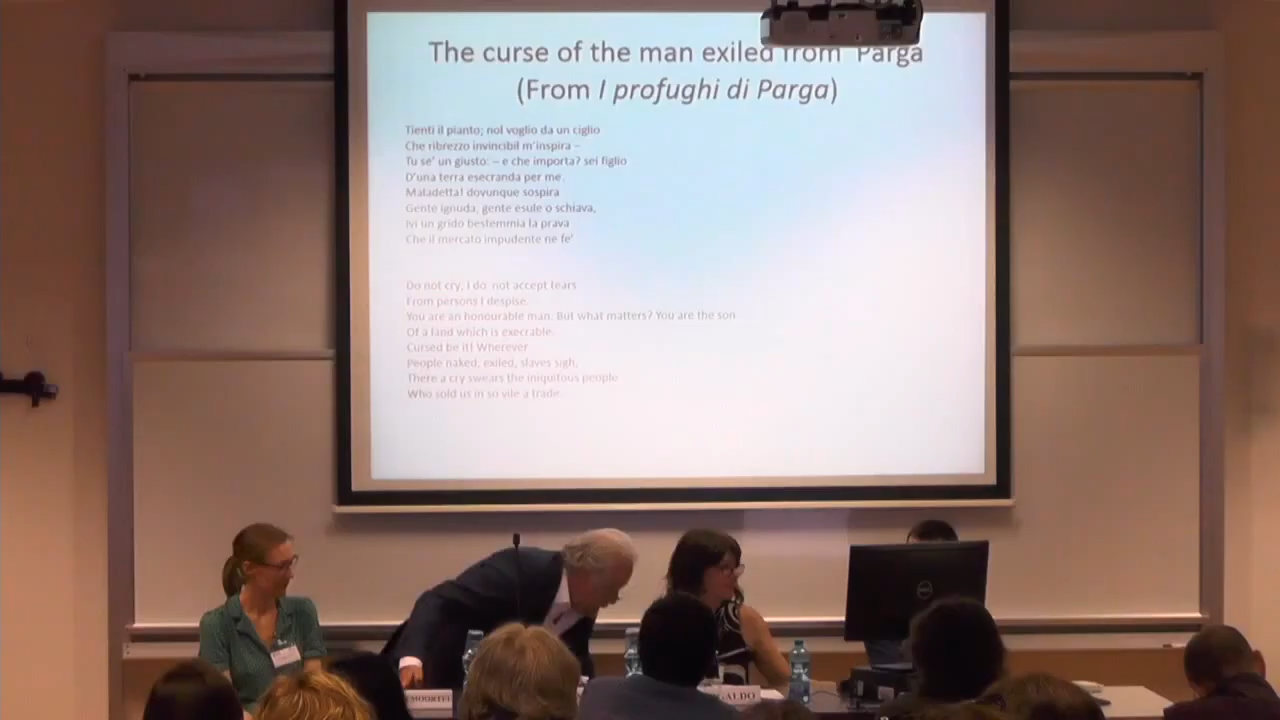 The curse of the man exiled from Parga
(From I profughi di Parga)
Tienti il pianto; nol voglio da un ciglio
Che ribrezzo invincibil m'inspira –
Tu se' un giusto: – e che importa? sei figlio
D'una terra esecranda per me.
Maladetta! dovunque sospira
Gente ignuda, gente esule o schiava,
Ivi un grido bestemmia la prava
Che il mercato impudente ne fe'
Do not cry, I do not accept tears
From persons I despise.
You are an honourable man. But what matters? You are the son
Of a land which is execrable.
Cursed be it! Wherever
People naked, exiled, slaves sigh,
There a cry swears the iniquitous people
Who sold us in so vile a trade
DELL
ALDO